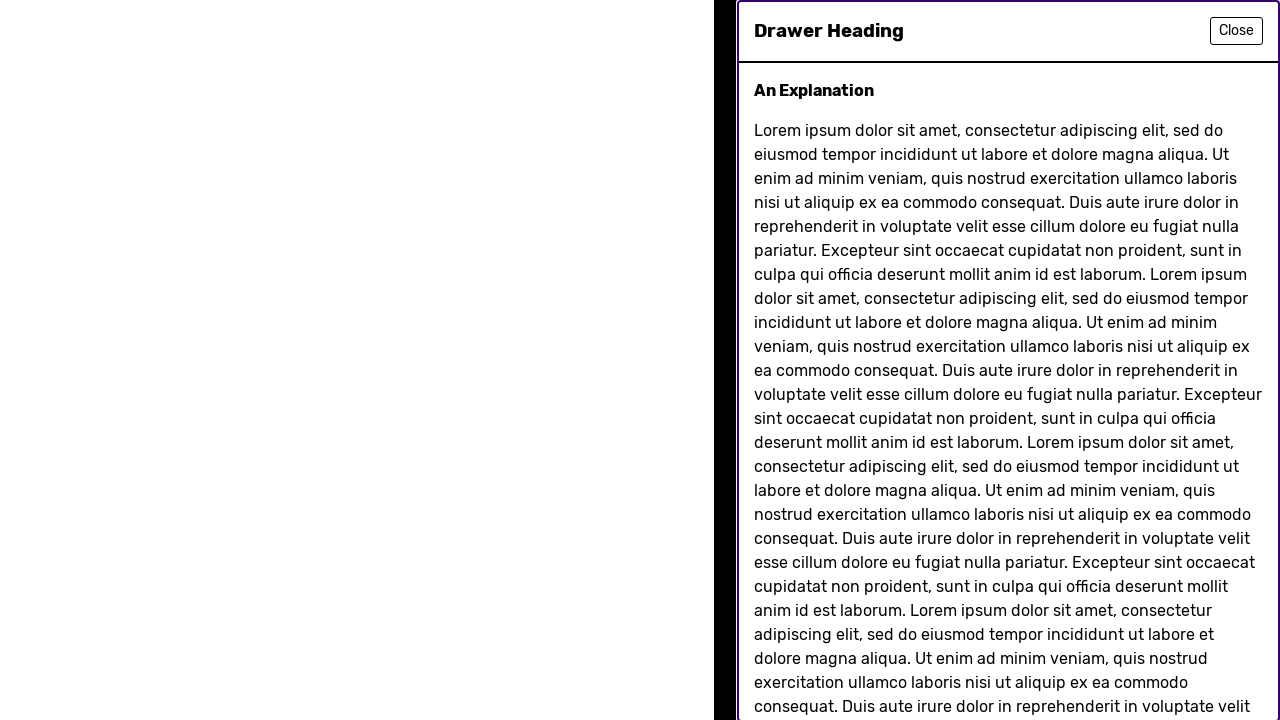 Drawer Heading
Close
An Explanation
Lorem ipsum dolor sit amet, consectetur adipiscing elit, sed do
eiusmod tempor incididunt ut labore et dolore magna aliqua. Ut
enim ad minim veniam, quis nostrud exercitation ullamco laboris
nisi ut aliquip ex ea commodo consequat. Duis aute irure dolor in
reprehenderit in voluptate velit esse cillum dolore eu fugiat nulla
pariatur. Excepteur sint occaecat cupidatat non proident, sunt in
culpa qui officia deserunt mollit anim id est laborum. Lorem ipsum
dolor sit amet, consectetur adipiscing elit, sed do eiusmod tempor
incididunt ut labore et dolore magna aliqua. Ut enim ad minim
veniam, quis nostrud exercitation ullamco laboris nisi ut aliquip ex
ea commodo consequat. Duis aute irure dolor in reprehenderit in
voluptate velit esse cillum dolore eu fugiat nulla pariatur. Excepteur
sint occaecat cupidatat non proident, sunt in culpa qui officia
deserunt mollit anim id est laborum. Lorem ipsum dolor sit amet,
consectetur adipiscing elit, sed do eiusmod tempor incididunt ut
labore et dolore magna aliqua. Ut enim ad minim veniam, quis
nostrud exercitation ullamco laboris nisi ut aliquip ex ea commodo
consequat. Duis aute irure dolor in reprehenderit in voluptate velit
esse cillum dolore eu fugiat nulla pariatur. Excepteur sint occaecat
cupidatat non proident, sunt in culpa qui officia deserunt mollit
anim id est laborum. Lorem ipsum dolor sit amet, consectetur
adipiscing elit, sed do eiusmod tempor incididunt ut labore et
dolore magna aliqua. Ut enim ad minim veniam, quis nostrud
exercitation ullamco laboris nisi ut aliquip ex ea commodo
consequat. Duis aute irure dolor in reprehenderit in voluptate velit